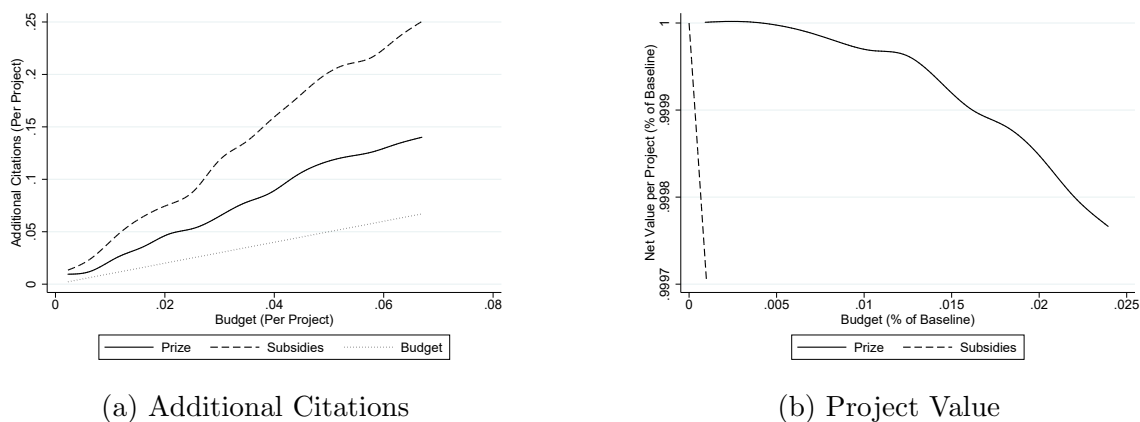 Additional Citations (Per Project)
.25
.2
.15
.1
.05
0
0
.02
.04
.06
.08
Budget (Per Project)
Prize
Subsidies
Budget
(a) Additional Citations
Net Value per Project (% of Baseline)
1
.9999
.9999
.9998
.9998
.9997
0
.005
.01
.015
.02
.025
Budget (% of Baseline)
Prize
Subsidies
(b) Project Value